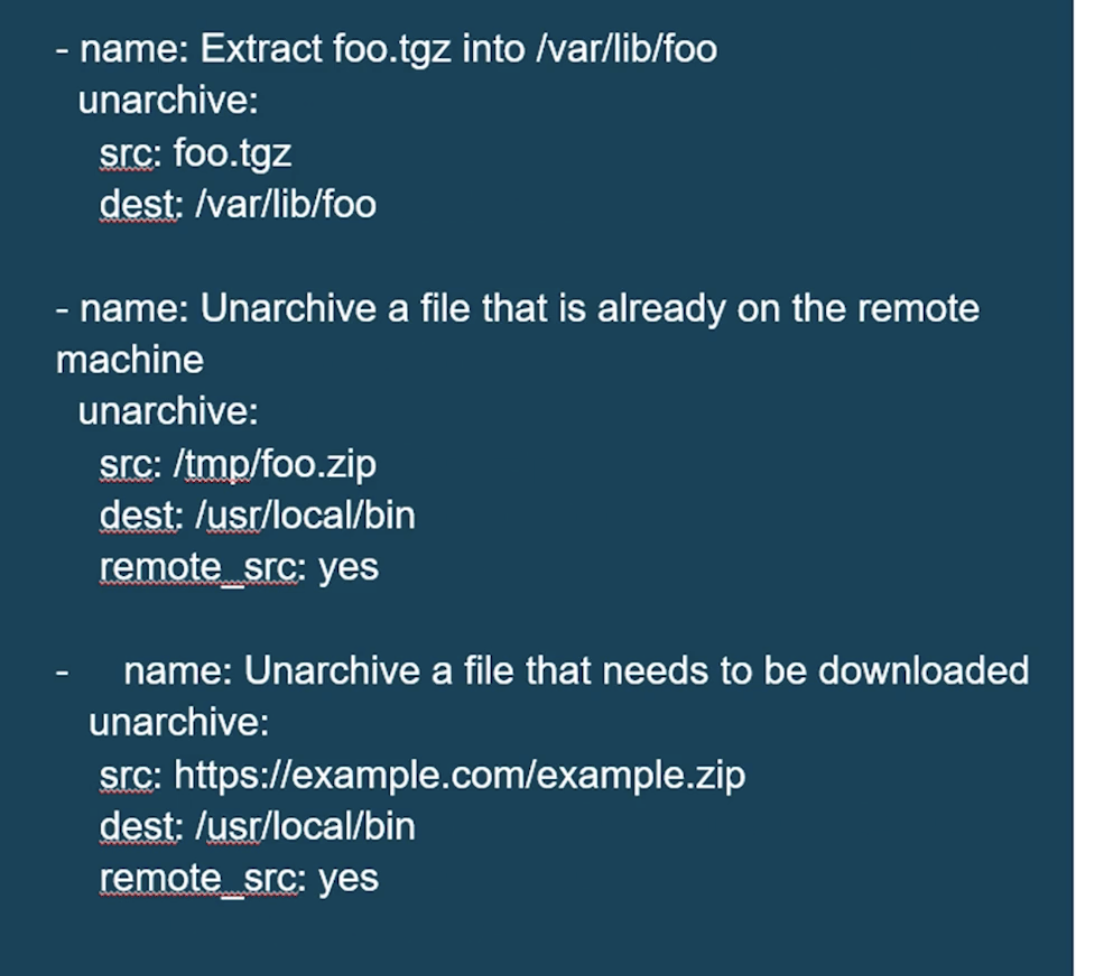 - name: Extract foo.tgz into /var/lib/foo
unarchive:
src: foo.tgz
dest: /var/lib/foo
- name: Unarchive a file that is already on the remote
machine
unarchive:
src: /tmp/foo.zip
dest: /usr/local/bin
remote_src: yes
- name: Unarchive a file that needs to be downloaded
unarchive:
src: https://example.com/example.zip
dest: /usr/local/bin
remote_src: yes